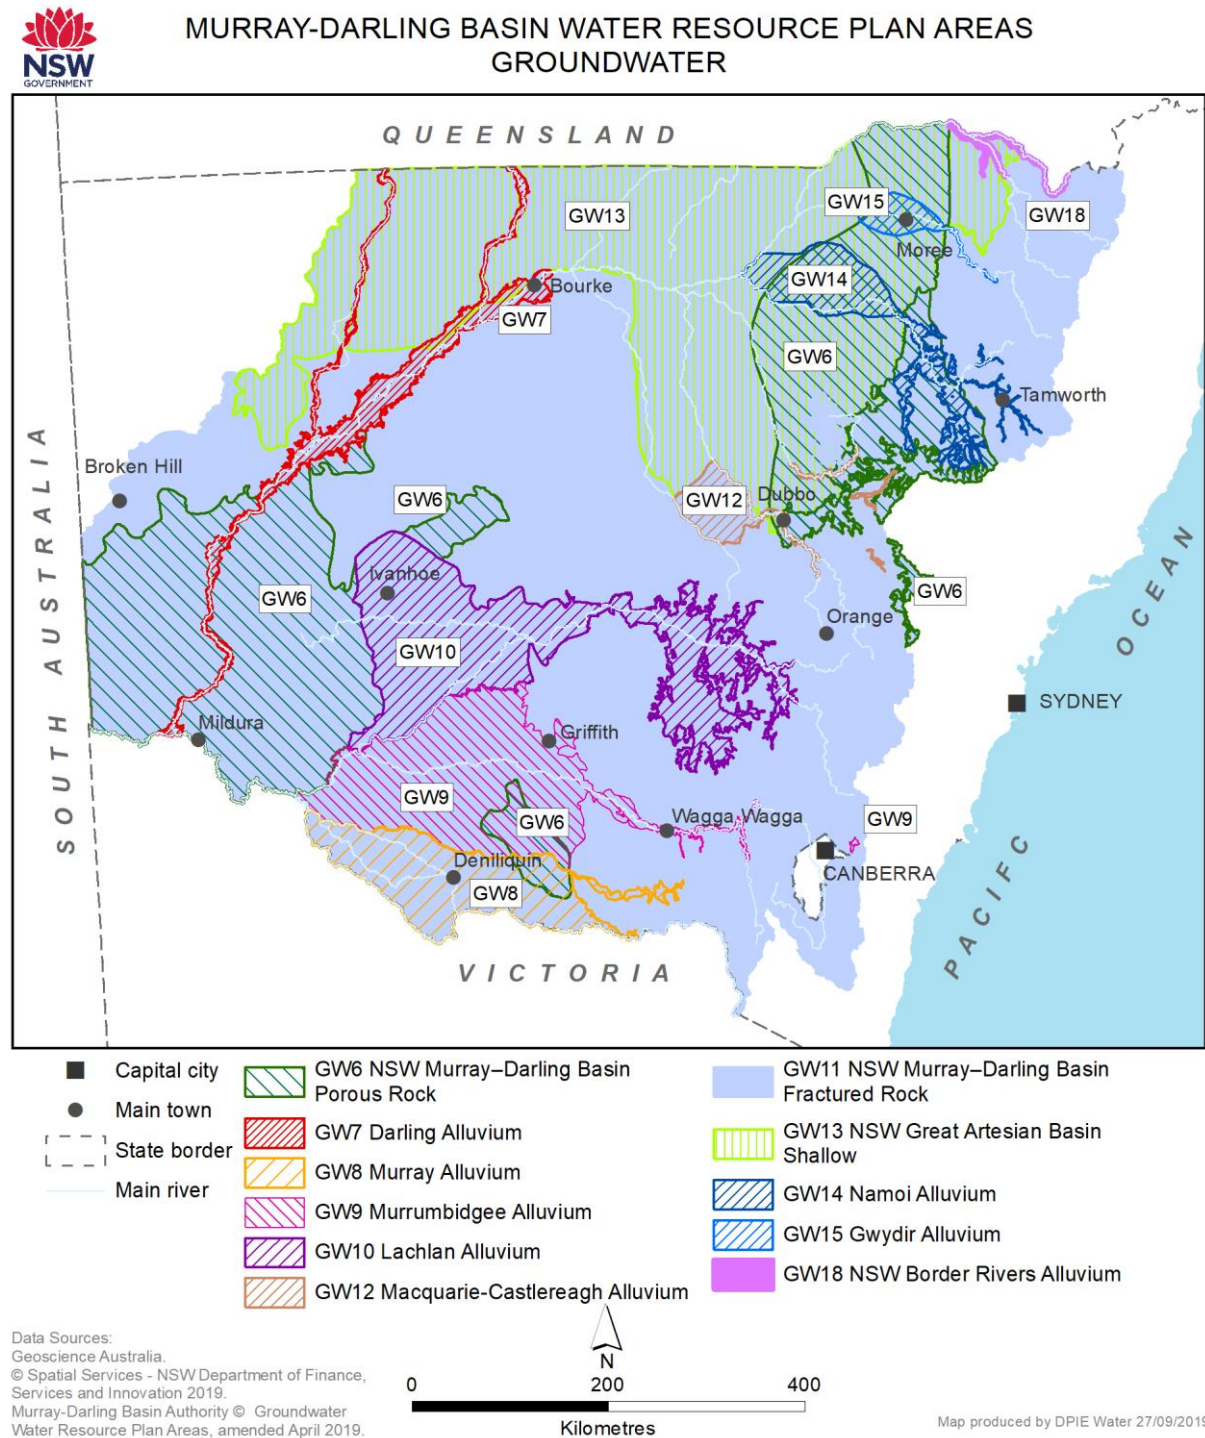 NSW
GOVERNMENT
MURRAY-DARLING BASIN WATER RESOURCE PLAN AREAS
GROUNDWATER
QUEENSLAND
GW15
GW18
GW13
Moree
GW14
Bourke
GW7
GW6
Tamworth
SOUTH AUSTRALIA
Broken Hill
GW6
GW12
Dubbo
Ivanhoe
GW6
GW6
Orange
GW10
PACIFC OCEAN
SYDNEY
Mildura
Griffith
GW9
GW6
Wagga Wagga
GW9
Deniliquin
GW8
CANBERRA
VICTORIA
Capital city
Main town
State border
Main river
GW6 NSW Murray–Darling Basin
Porous Rock
GW7 Darling Alluvium
GW8 Murray Alluvium
GW9 Murrumbidgee Alluvium
GW10 Lachlan Alluvium
GW12 Macquarie-Castlereagh Alluvium
GW11 NSW Murray–Darling Basin
Fractured Rock
GW13 NSW Great Artesian Basin
Shallow
GW14 Namoi Alluvium
GW15 Gwydir Alluvium
GW18 NSW Border Rivers Alluvium
Data Sources:
Geoscience Australia.
© Spatial Services - NSW Department of Finance,
Services and Innovation 2019.
Murray-Darling Basin Authority © Groundwater
Water Resource Plan Areas, amended April 2019.
N
0 200 400
Kilometres
Map produced by DPIE Water 27/09/2019